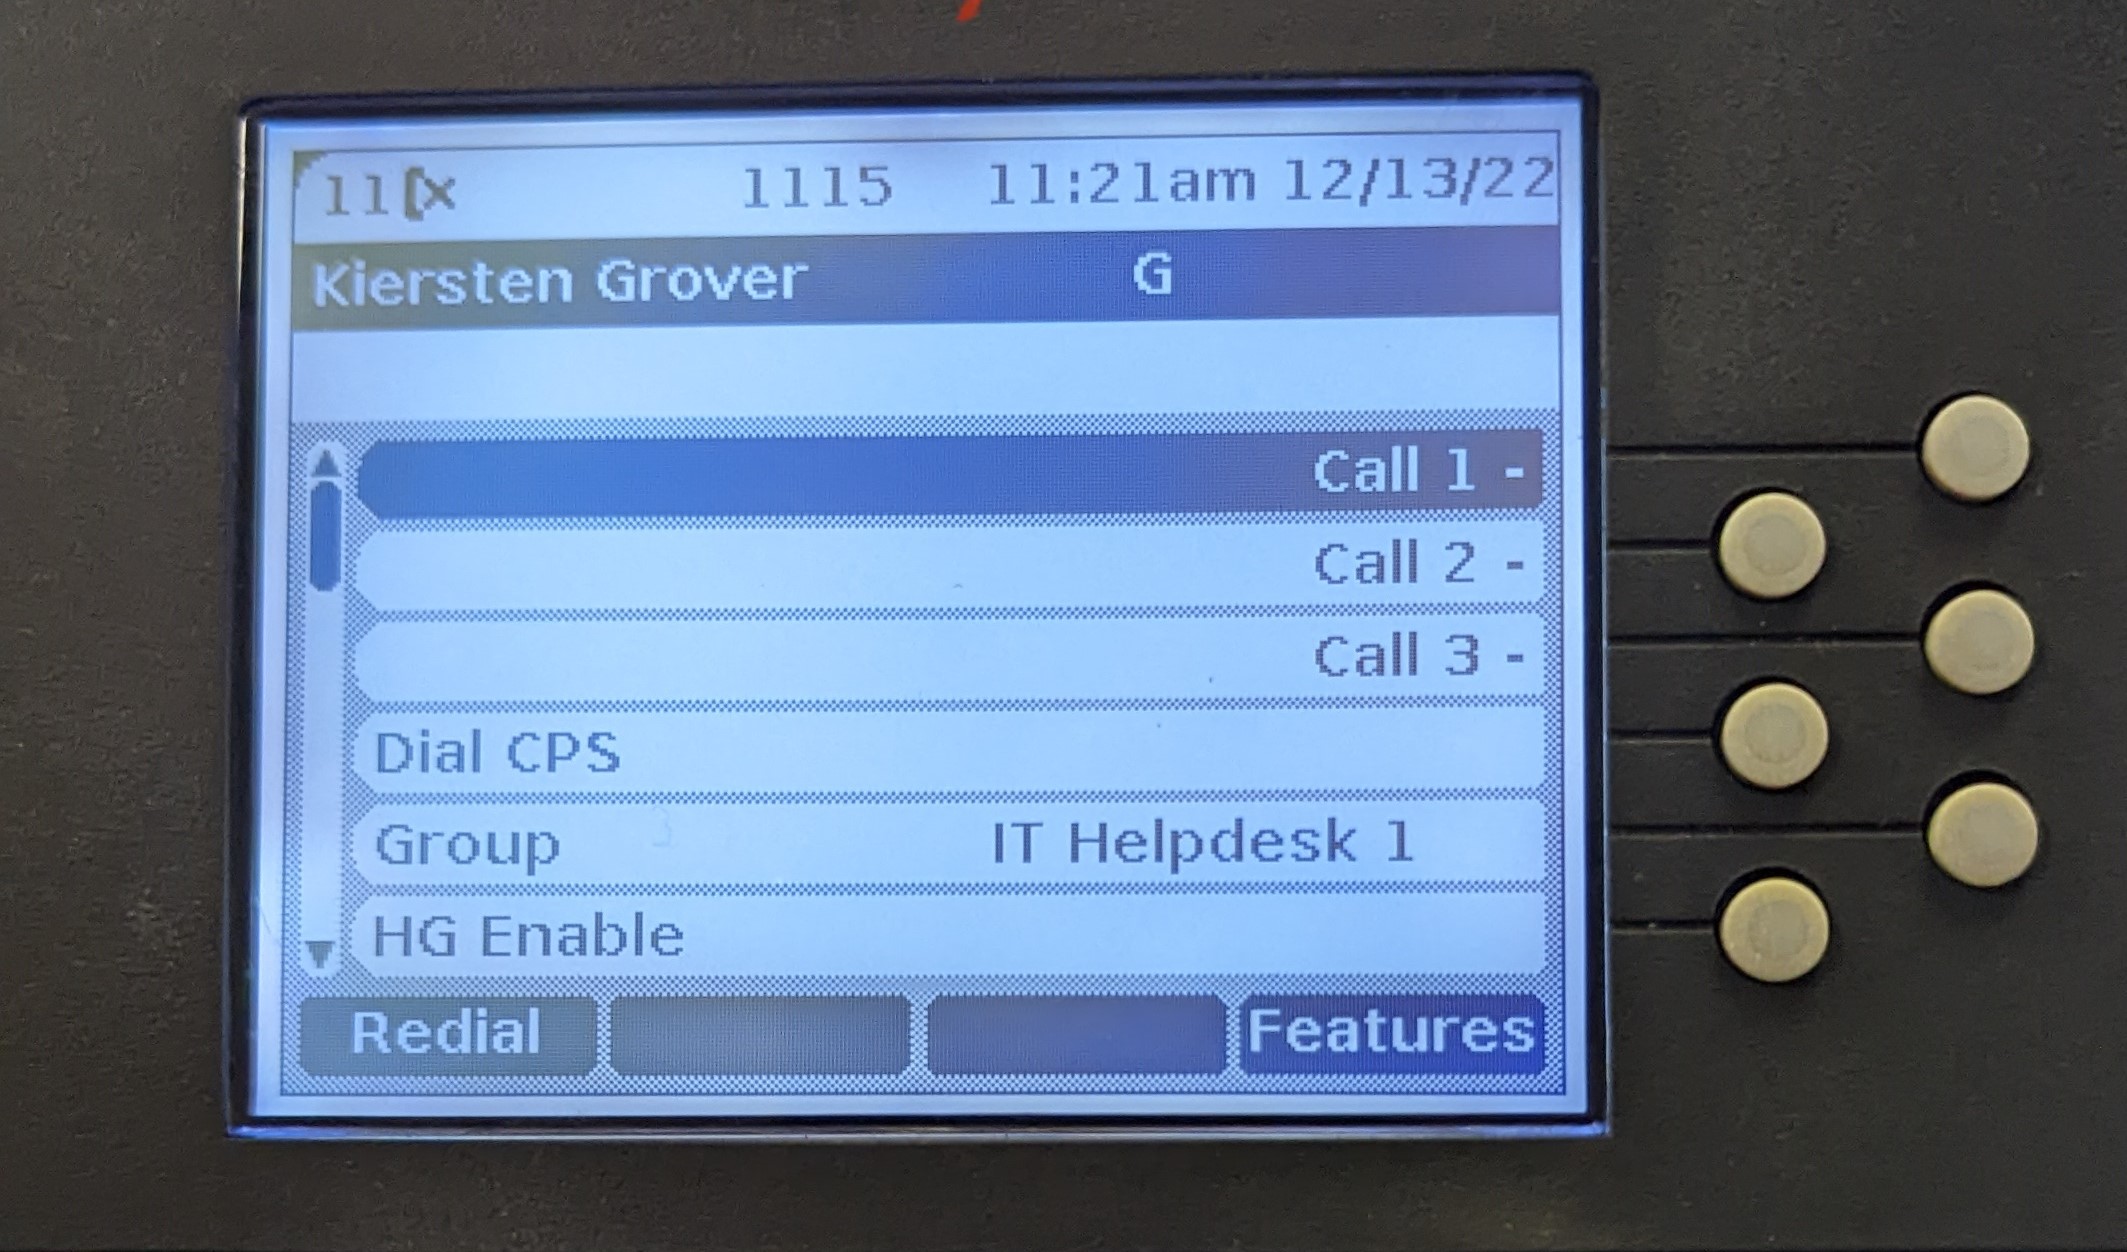 11 1115 11:21am 12/13/22
Kiersten Grover G
Call 1 -
Call 2 -
Call 3 -
Dial CPS
Group IT Helpdesk 1
HG Enable
Redial Features